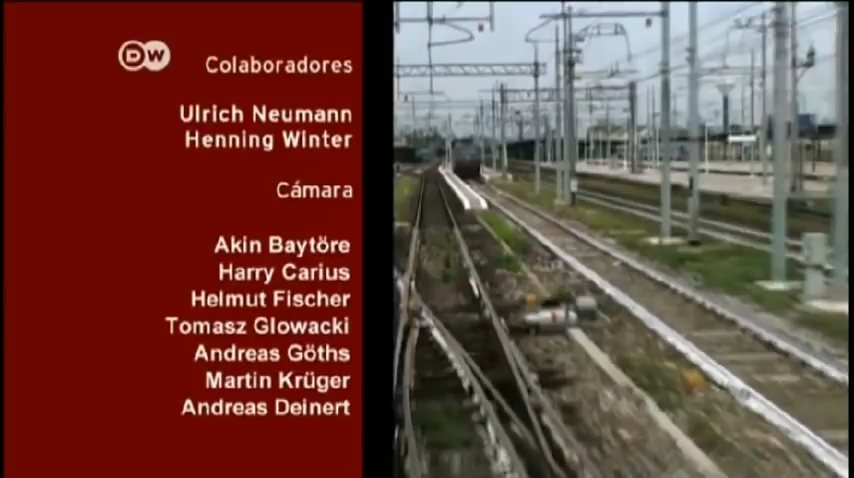 DW
Colaboradores
Ulrich Neumann
Henning Winter
Cámara
Akin Baytöre
Harry Carius
Helmut Fischer
Tomasz Glowacki
Andreas Göths
Martin Krüger
Andreas Deinert